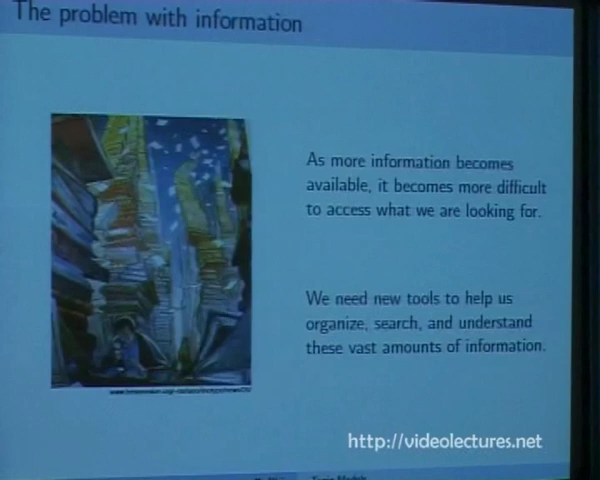 The problem with information
As more information becomes
available, it becomes more difficult
to access what we are looking for.
We need new tools to help us
organize, search, and understand
these vast amounts of information.
http://videolectures.net